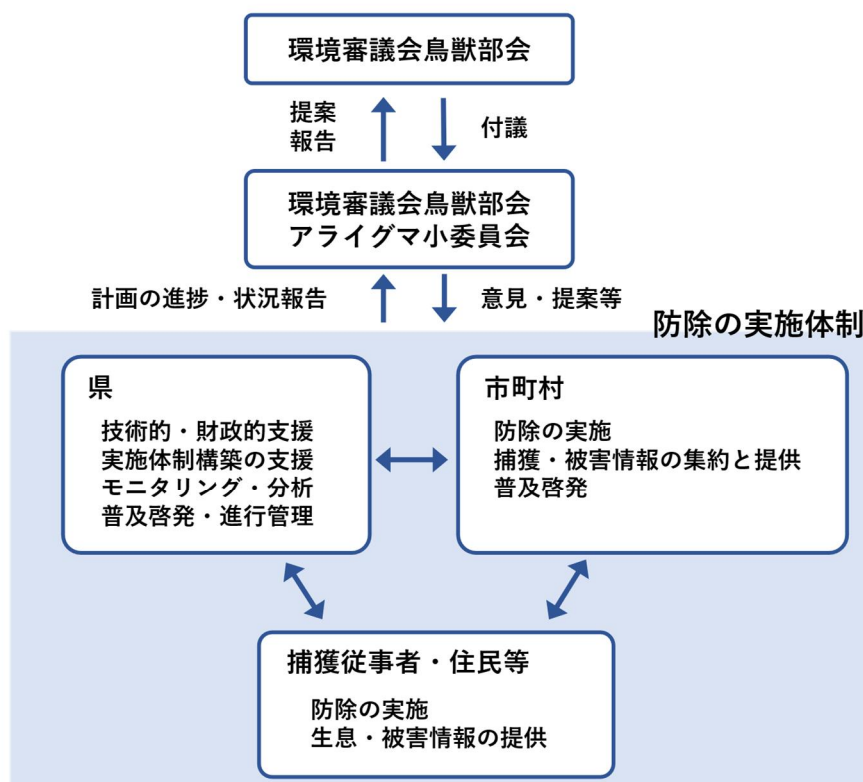 環境審議会鳥獣部会
提案
報告
付議
環境審議会鳥獣部会
アライグマ小委員会
計画の進捗・状況報告
意見・提案等
防除の実施体制
県
技術的・財政的支援
実施体制構築の支援
モニタリング・分析
普及啓発・進行管理
市町村
防除の実施
捕獲・被害情報の集約と提供
普及啓発
捕獲従事者・住民等
防除の実施
生息・被害情報の提供